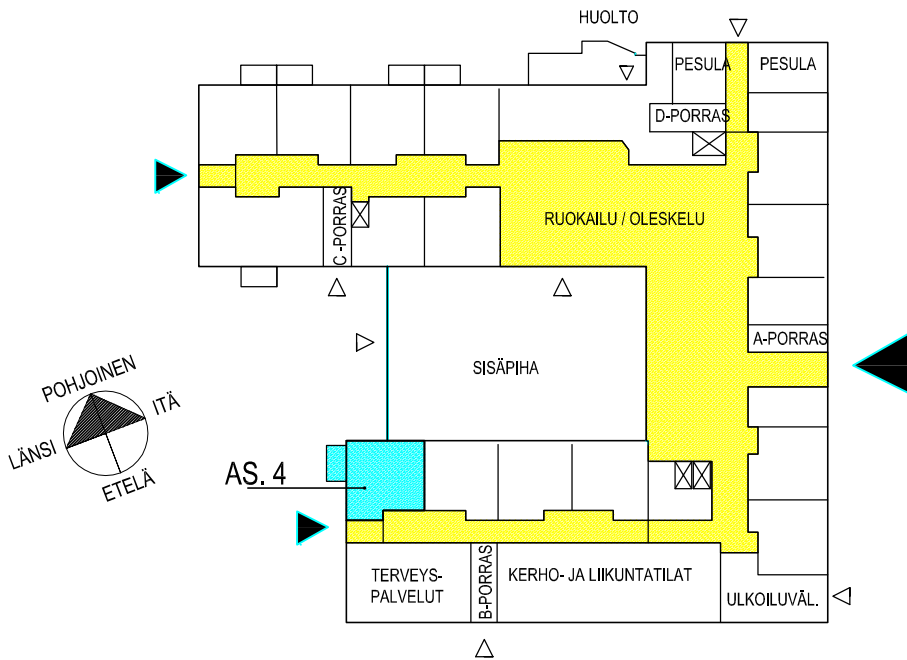 HUOLTO
PESULA
PESULA
D-PORRAS
C -PORRAS
RUOKAILU / OLESKELU
A-PORRAS
SISÄPIHA
POHJOINEN
ITÄ
LÄNSI
ETELÄ
AS. 4
TERVEYS-
PALVELUT
B-PORRAS
KERHO- JA LIIKUNTATILAT
ULKOILUVÄL.